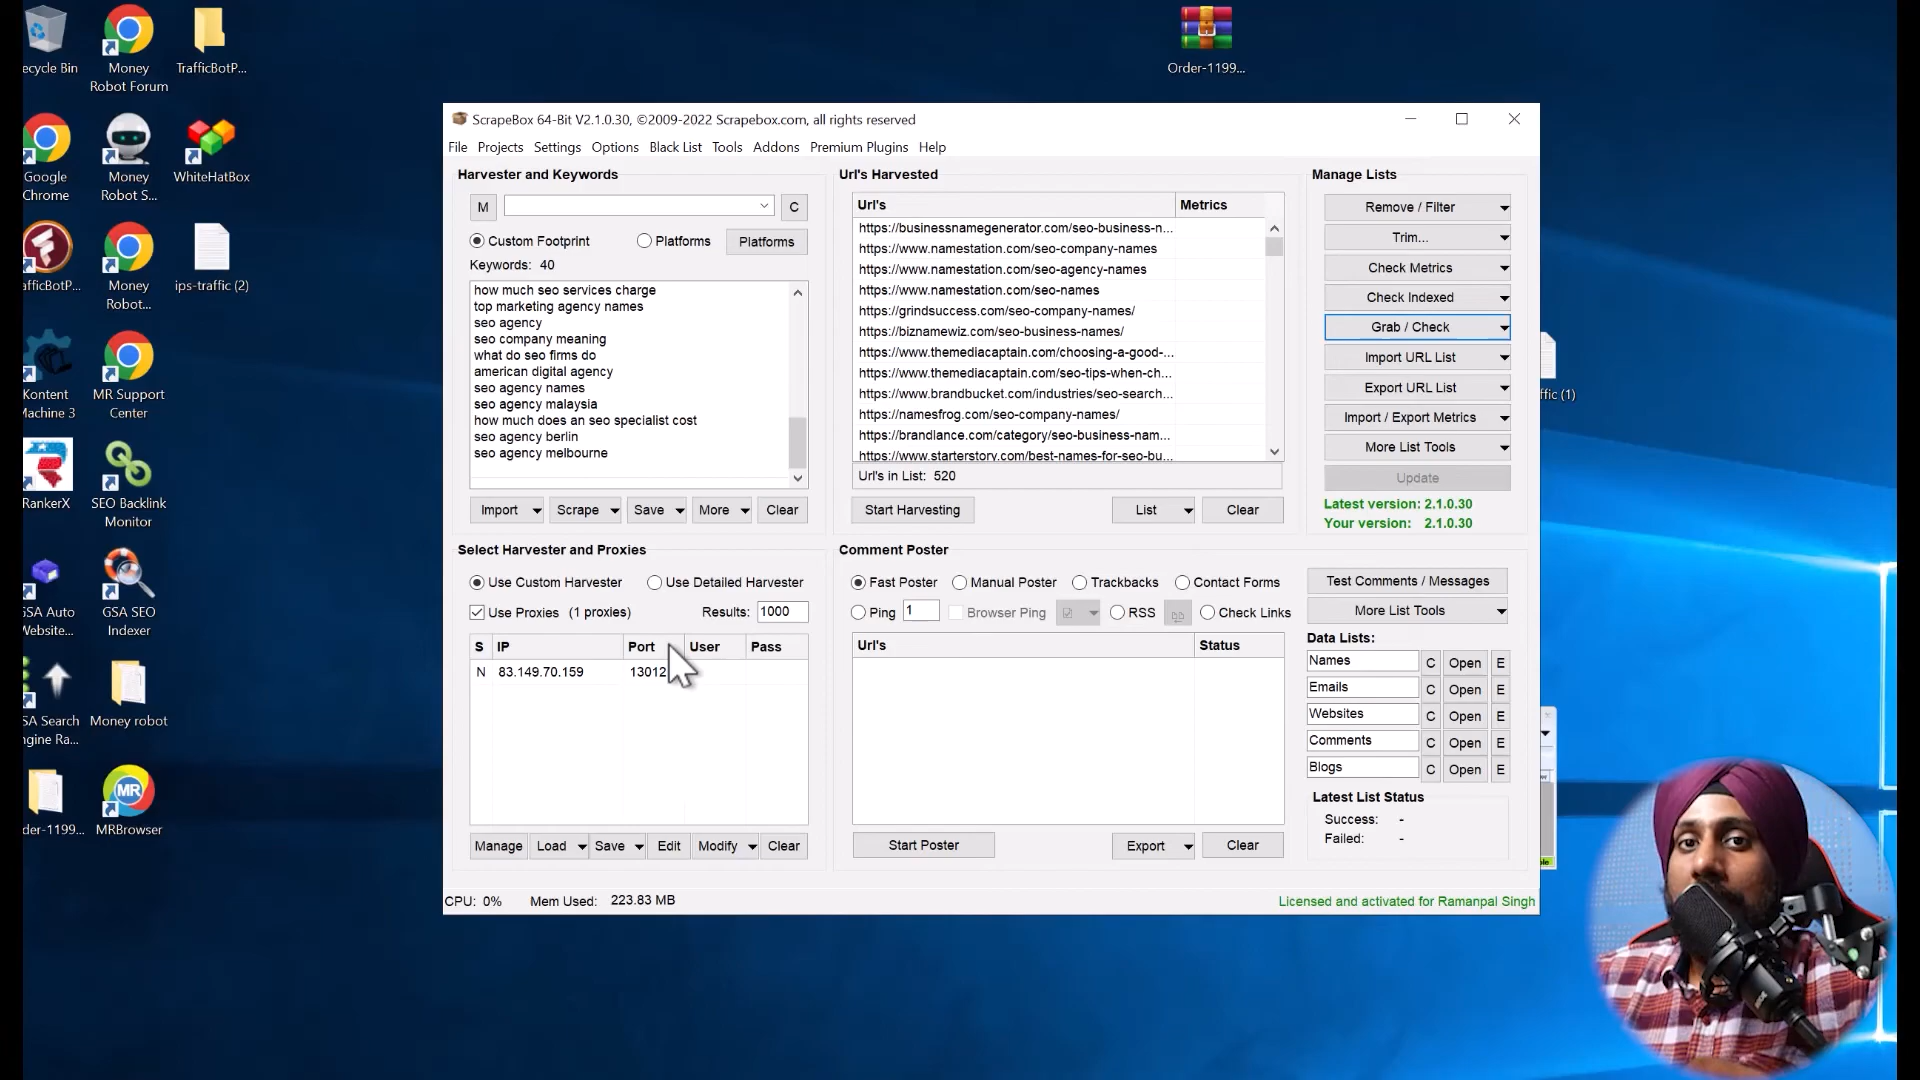 ecycle Bin
Money
Robot Forum
TrafficBotP...
Google
Chrome
Money
Robot S...
WhiteHatBox
afficBotP...
Money
Robot...
ips-traffic (2)
Kontent
Machine 3
MR Support
Center
RankerX
SEO Backlink
Monitor
GSA Auto
Website...
GSA SEO
Indexer
SA Search
ngine Ra...
Money robot
der-1199...
MR
MRBrowser
Order-1199...
ffic (1)
ScrapeBox 64-Bit V2.1.0.30, ©2009-2022 Scrapebox.com, all rights reserved
File Projects Settings Options Black List Tools Addons Premium Plugins Help
Harvester and Keywords
M
C
Custom Footprint
Platforms
Platforms
Keywords: 40
how much seo services charge
top marketing agency names
seo agency
seo company meaning
what do seo firms do
american digital agency
seo agency names
seo agency malaysia
how much does an seo specialist cost
seo agency berlin
seo agency melbourne
Import Scrape Save More Clear
Url's Harvested
Url's Metrics
https://businessnamegenerator.com/seo-business-n...
https://www.namestation.com/seo-company-names
https://www.namestation.com/seo-agency-names
https://www.namestation.com/seo-names
https://grindsuccess.com/seo-company-names/
https://biznamewiz.com/seo-business-names/
https://www.themediacaptain.com/choosing-a-good-...
https://www.themediacaptain.com/seo-tips-when-ch...
https://www.brandbucket.com/industries/seo-search...
https://namesfrog.com/seo-company-names/
https://brandlance.com/category/seo-business-nam...
https://www.starterstory.com/best-names-for-seo-bu...
Url's in List: 520
Start Harvesting List Clear
Manage Lists
Remove / Filter
Trim...
Check Metrics
Check Indexed
Grab / Check
Import URL List
Export URL List
Import / Export Metrics
More List Tools
Update
Latest version: 2.1.0.30
Your version: 2.1.0.30
Select Harvester and Proxies
Use Custom Harvester Use Detailed Harvester
Use Proxies (1 proxies) Results: 1000
S IP Port User Pass
N 83.149.70.159 13012
Manage Load Save Edit Modify Clear
Comment Poster
Fast Poster Manual Poster Trackbacks Contact Forms
Ping 1 Browser Ping RSS Check Links
Url's Status
Start Poster Export Clear
Test Comments / Messages
More List Tools
Data Lists:
Names C Open E
Emails C Open E
Websites C Open E
Comments C Open E
Blogs C Open E
Latest List Status
Success: -
Failed: -
CPU: 0% Mem Used: 223.83 MB
Licensed and activated for Ramanpal Singh